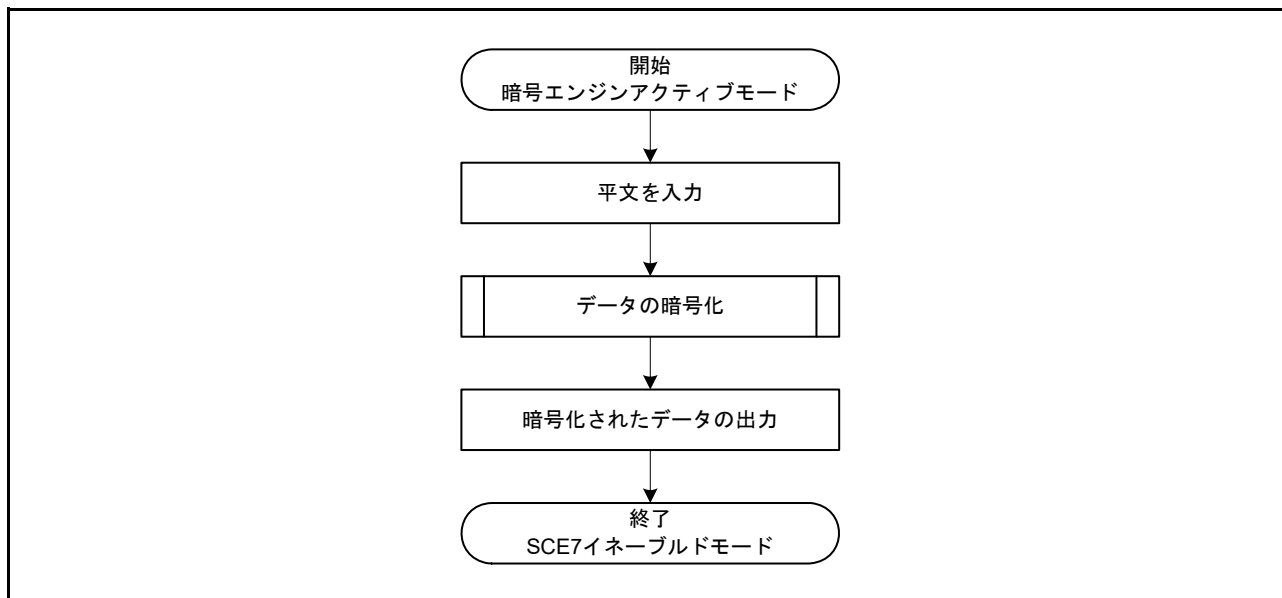 開始
暗号エンジンアクティブモード
平文を入力
データの暗号化
暗号化されたデータの出力
終了
SCE7イネーブルドモード